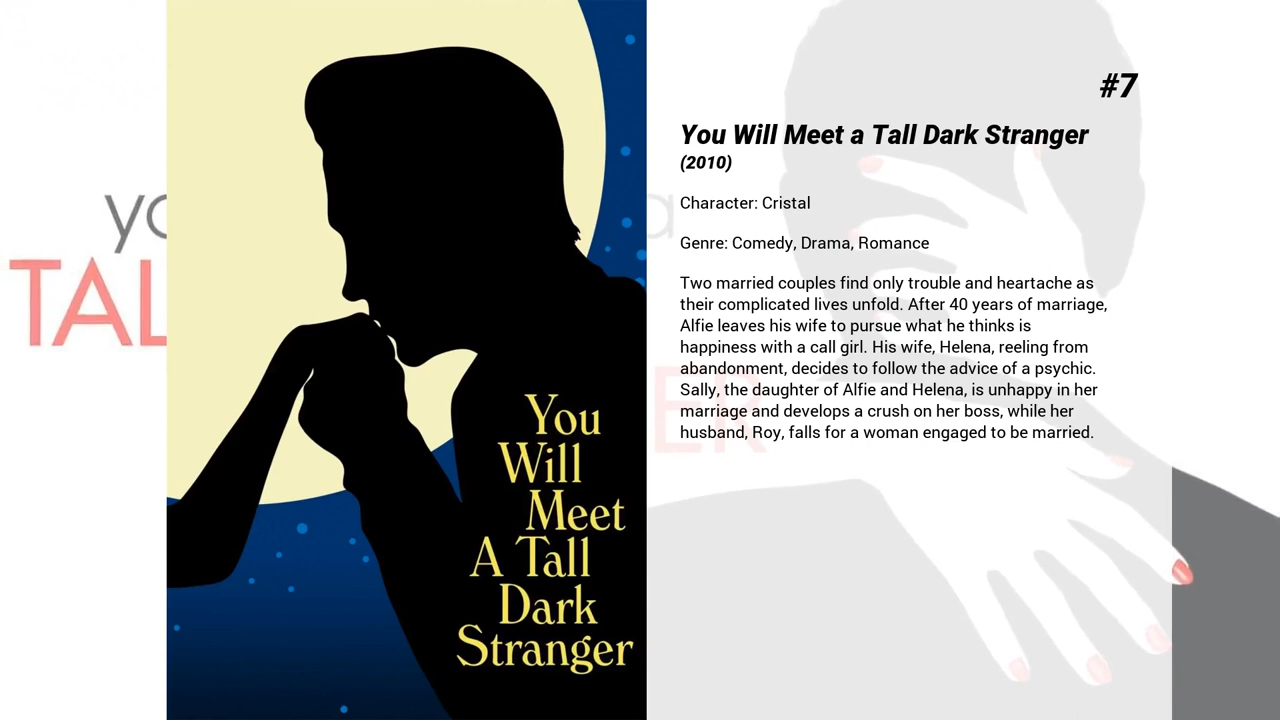 #7
You Will Meet a Tall Dark Stranger
(2010)
Character: Cristal
Genre: Comedy, Drama, Romance
Two married couples find only trouble and heartache as
their complicated lives unfold. After 40 years of marriage,
Alfie leaves his wife to pursue what he thinks is
happiness with a call girl. His wife, Helena, reeling from
abandonment, decides to follow the advice of a psychic.
Sally, the daughter of Alfie and Helena, is unhappy in her
marriage and develops a crush on her boss, while her
husband, Roy, falls for a woman engaged to be married.
You
Will
Meet
A Tall
Dark
Stranger
yo
a
TAL
ER